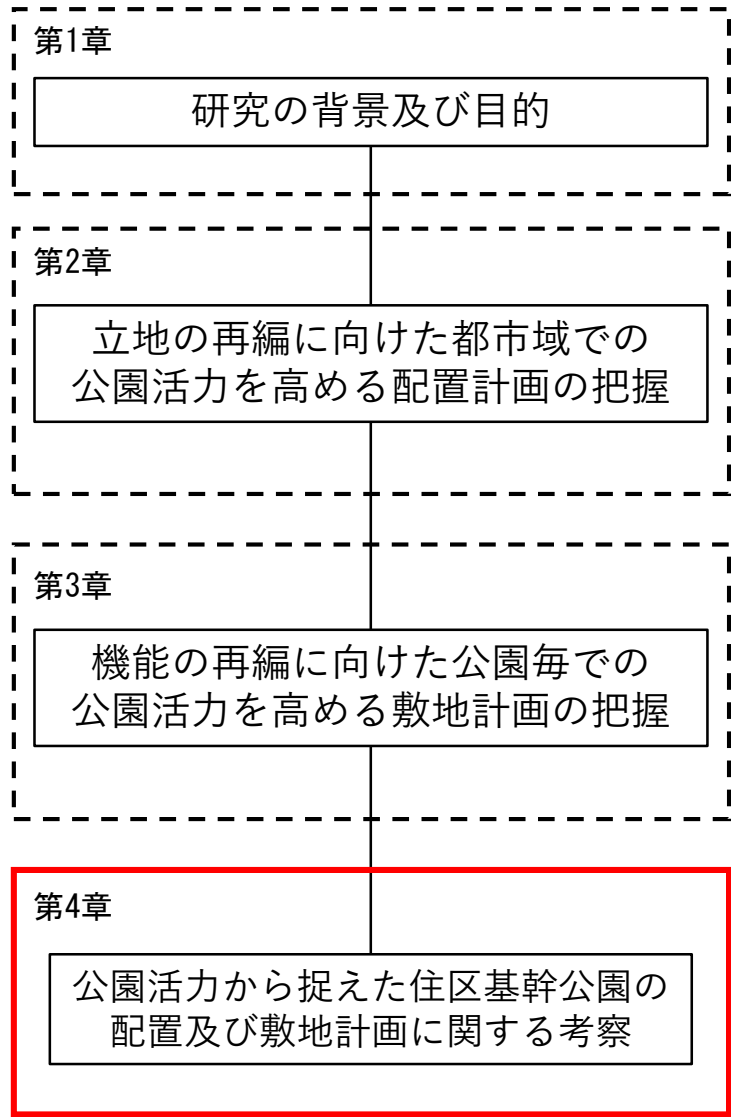 第1章
研究の背景及び目的
第2章
立地の再編に向けた都市域での
公園活力を高める配置計画の把握
第3章
機能の再編に向けた公園毎での
公園活力を高める敷地計画の把握
第4章
公園活力から捉えた住区基幹公園の
配置及び敷地計画に関する考察